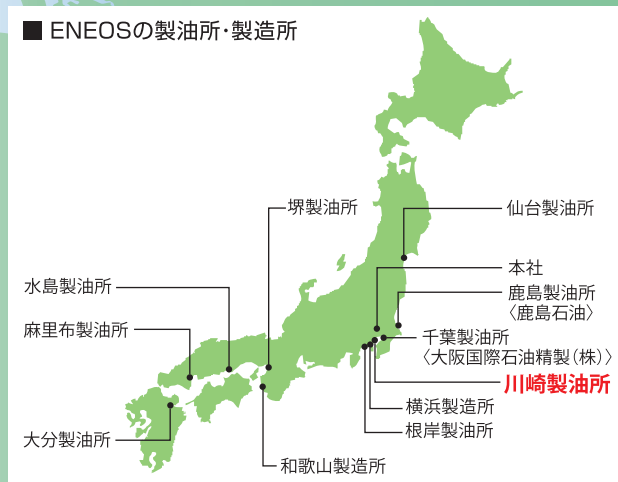 ■ ENEOSの製油所・製造所
堺製油所
仙台製油所
本社
水島製油所
鹿島製油所
〈鹿島石油〉
麻里布製油所
千葉製油所
〈大阪国際石油精製(株)〉
川崎製油所
横浜製造所
根岸製油所
大分製油所
和歌山製造所